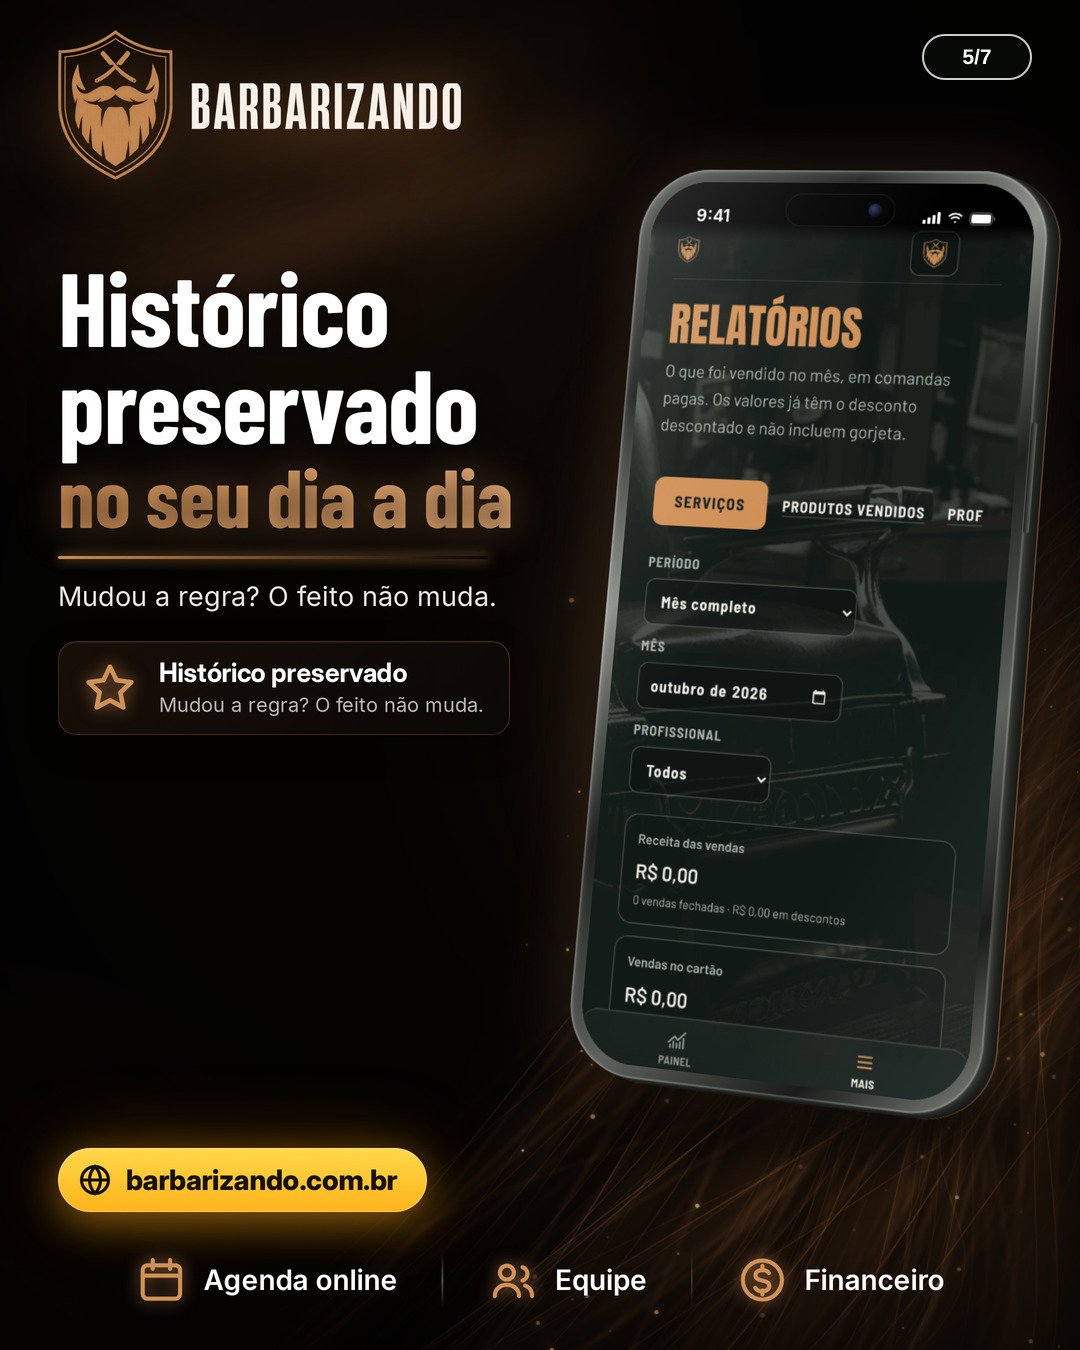 BARBARIZANDO
5/7
Histórico
preservado
no seu dia a dia
Mudou a regra? O feito não muda.
Histórico preservado
Mudou a regra? O feito não muda.
9:41
RELATÓRIOS
O que foi vendido no mês, em comandas
pagas. Os valores já têm o desconto
descontado e não incluem gorjeta.
SERVIÇOS PRODUTOS VENDIDOS PROF
PERÍODO
Mês completo
MÊS
outubro de 2026
PROFISSIONAL
Todos
Receita das vendas
R$ 0,00
0 vendas fechadas · R$ 0,00 em descontos
Vendas no cartão
R$ 0,00
PAINEL MAIS
barbarizando.com.br
Agenda online Equipe Financeiro